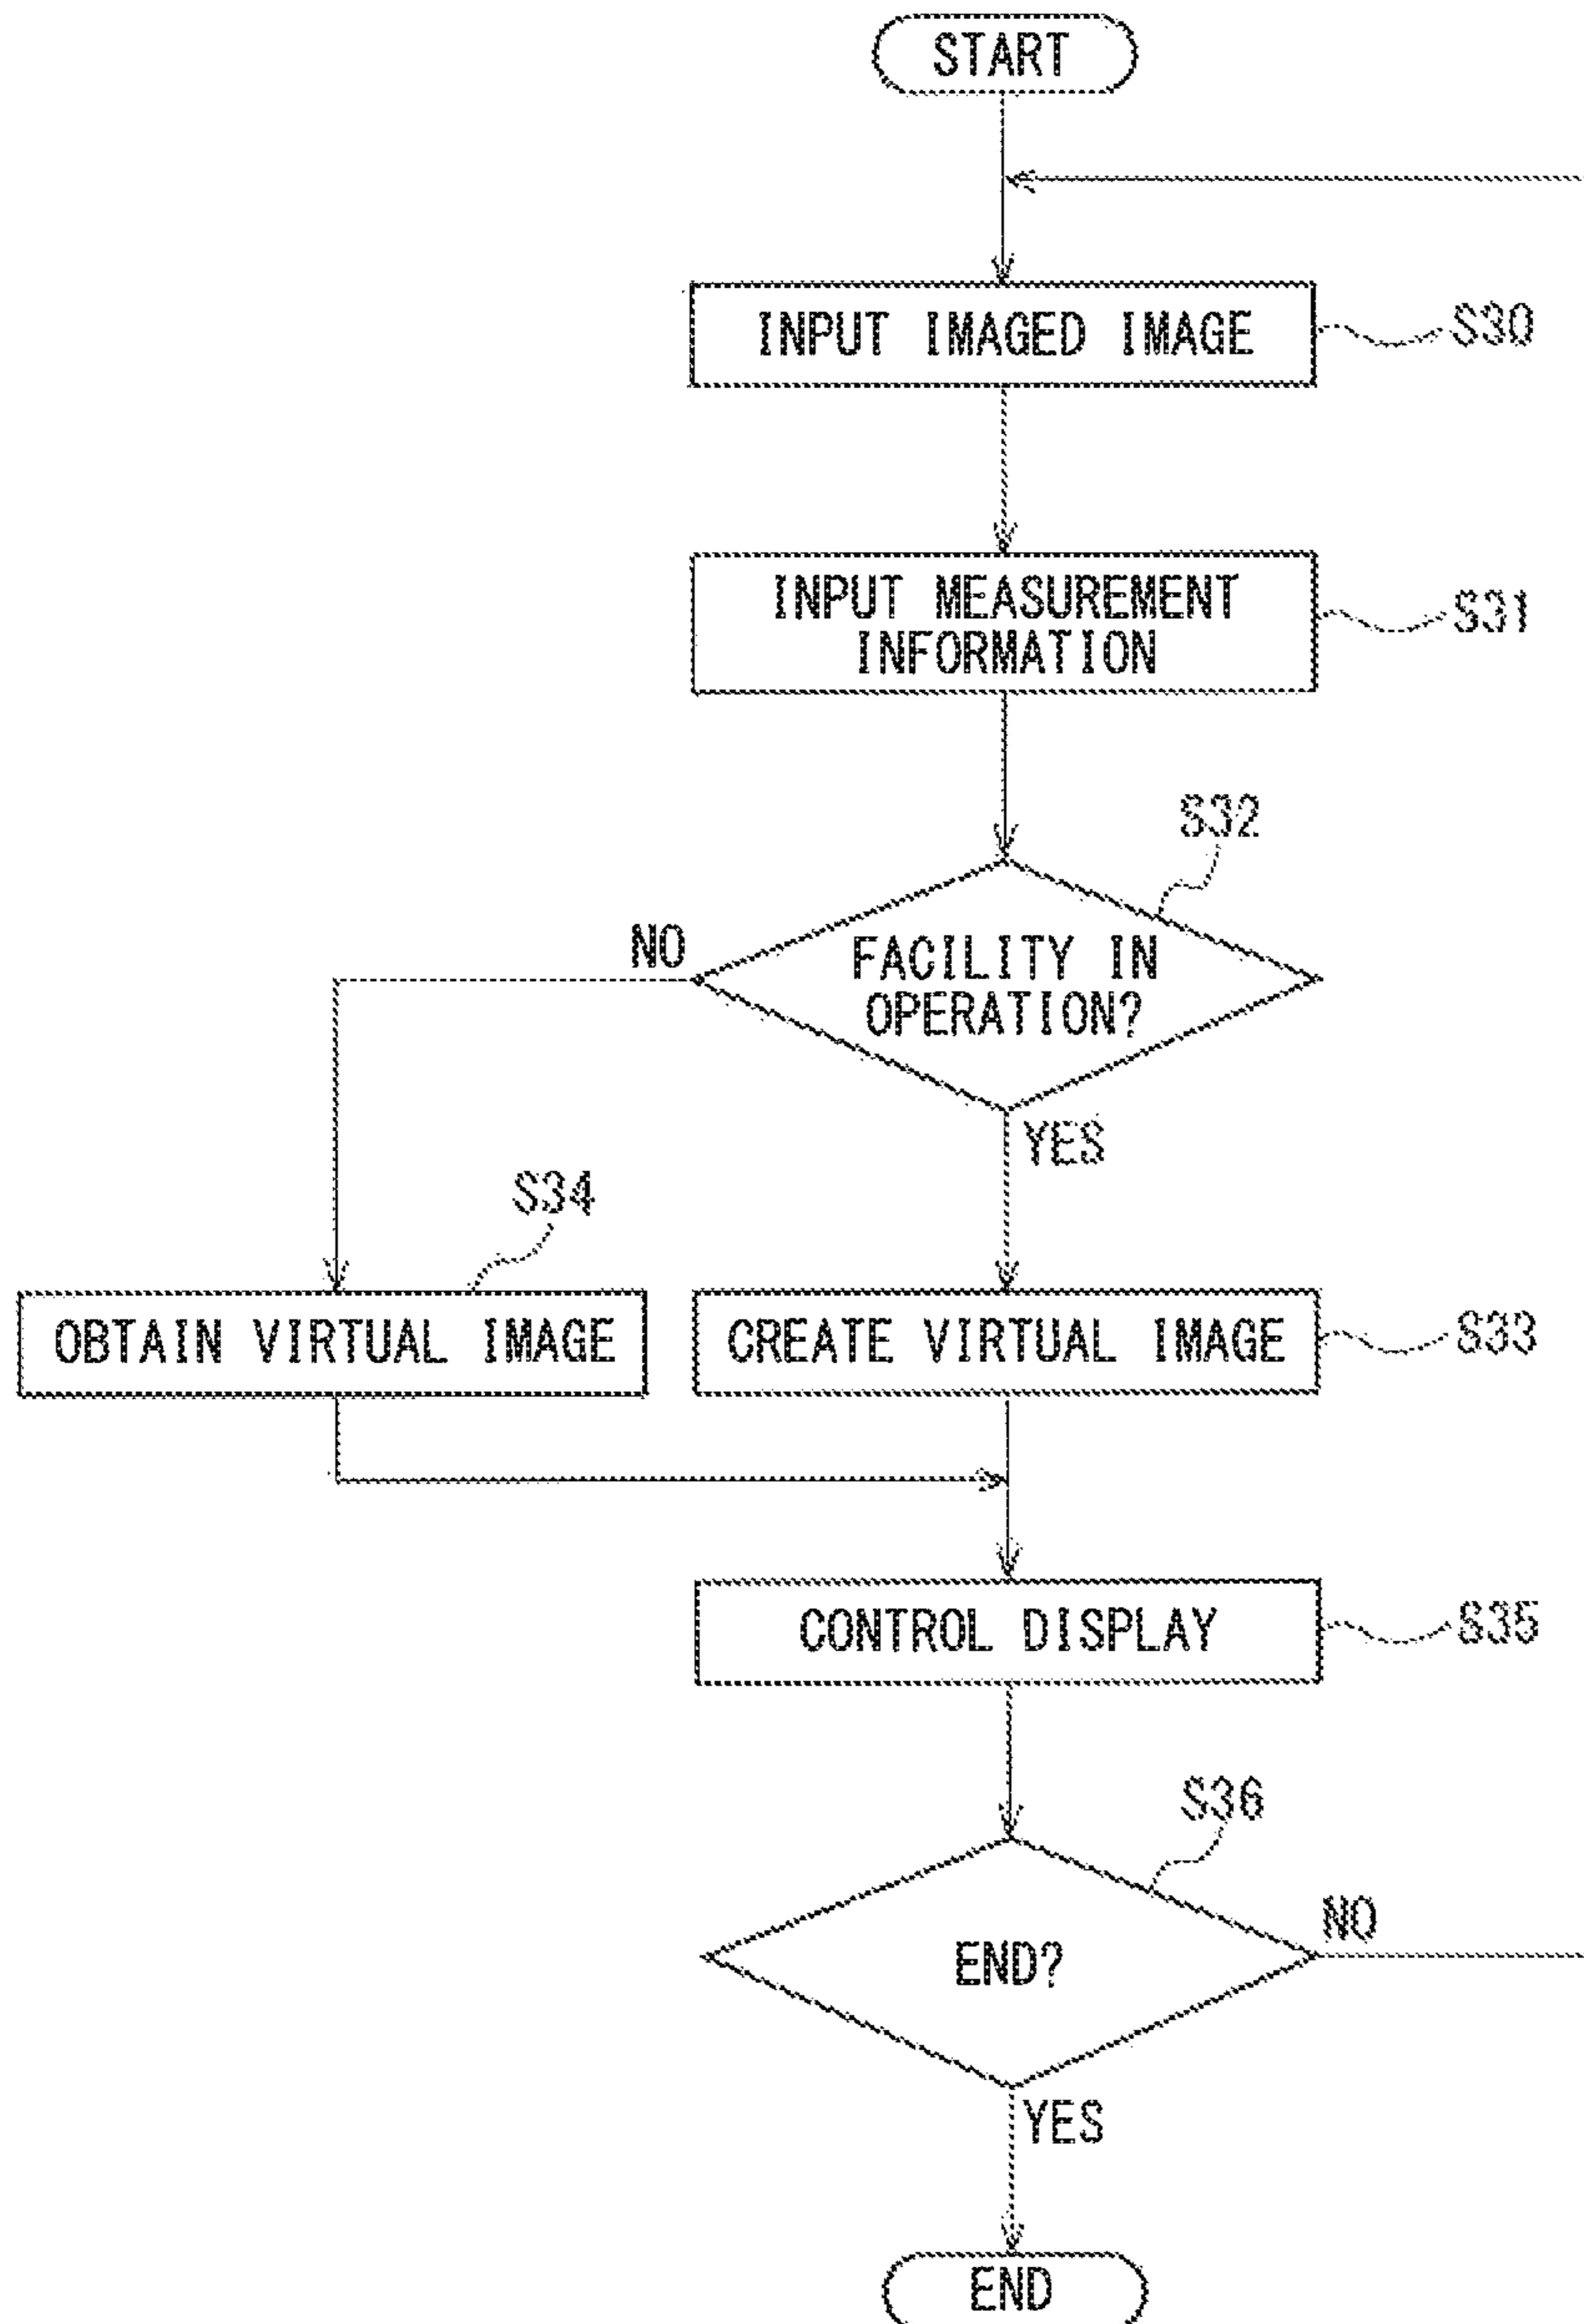 START
INPUT IMAGED IMAGE
S30
INPUT MEASUREMENT
INFORMATION
S31
S32
FACILITY IN
OPERATION?
NO
YES
S34
OBTAIN VIRTUAL IMAGE
CREATE VIRTUAL IMAGE
S33
CONTROL DISPLAY
S35
S36
END?
NO
YES
END